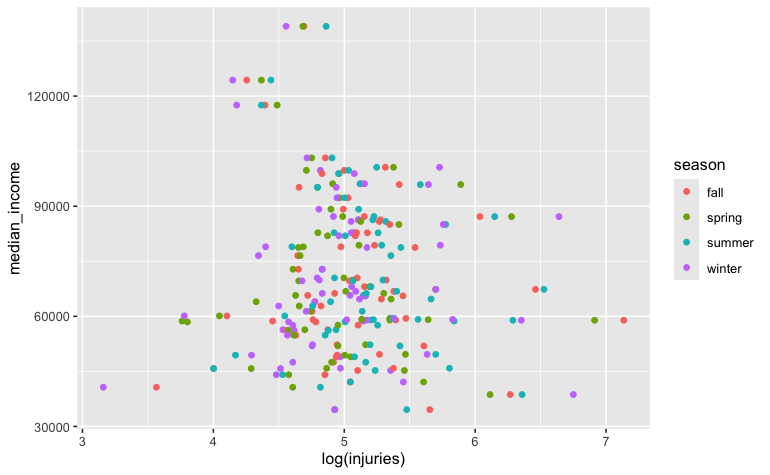 120000
90000
60000
30000
median_income
3 4 5 6 7
log(injuries)
season
fall
spring
summer
winter